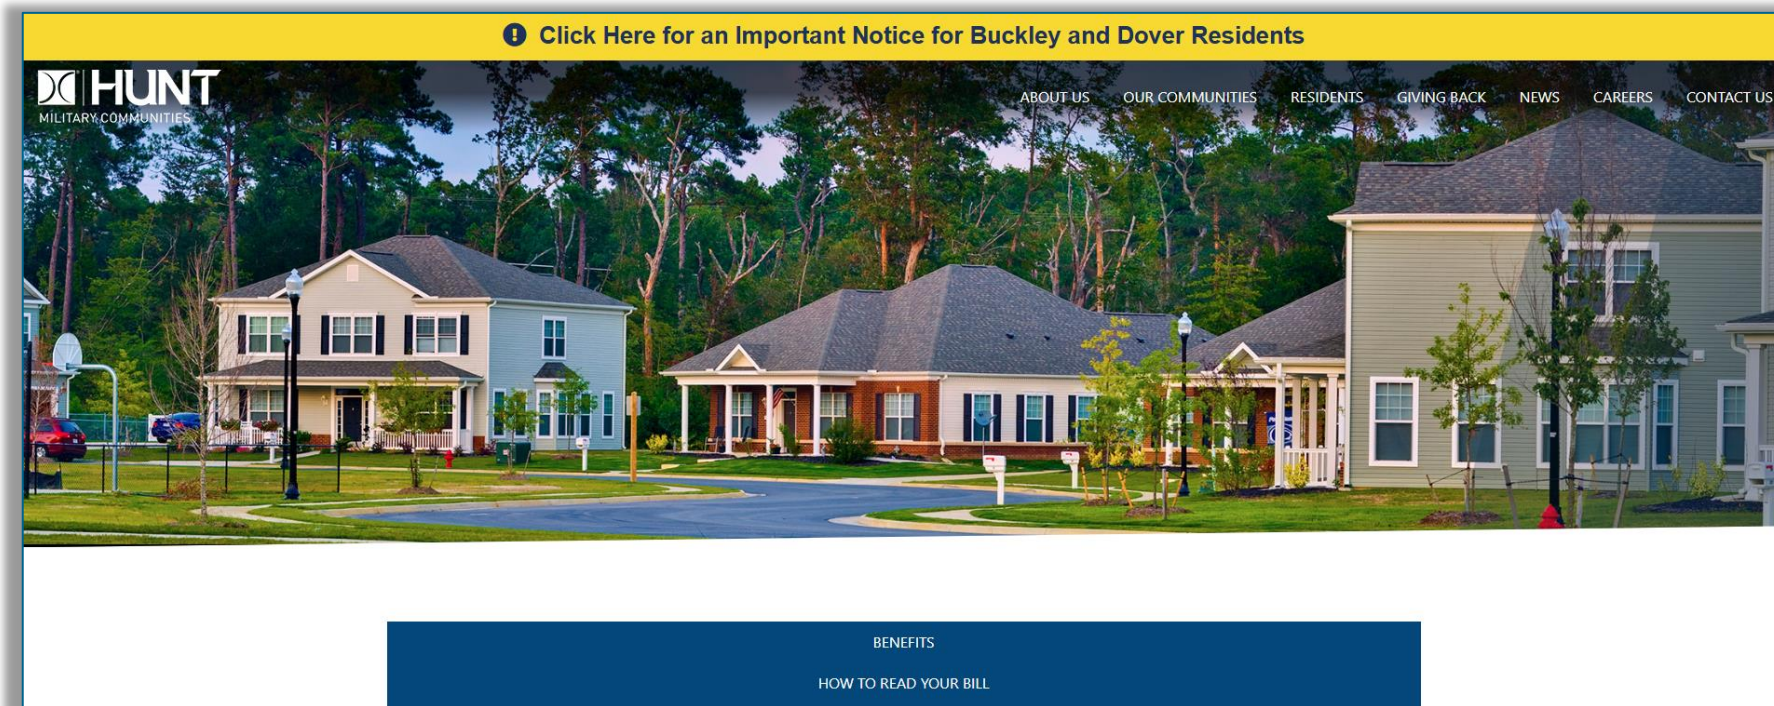 Click Here for an Important Notice for Buckley and Dover Residents
HUNT
MILITARY COMMUNITIES
ABOUT US OUR COMMUNITIES RESIDENTS GIVING BACK NEWS CAREERS CONTACT US
BENEFITS
HOW TO READ YOUR BILL